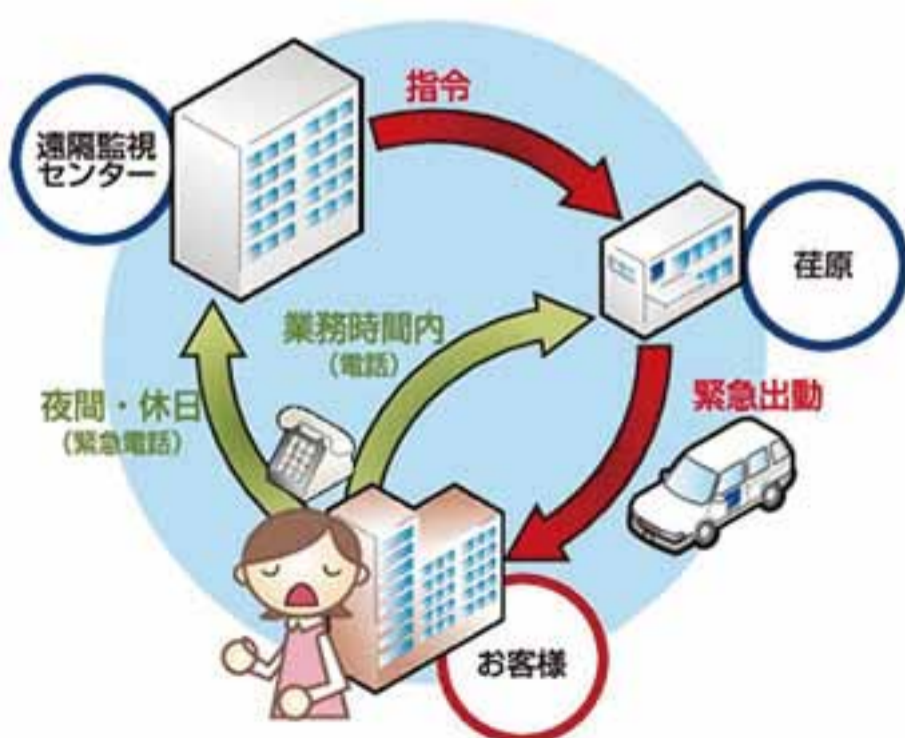 指令
遠隔監視
センター
荏原
業務時間内
(電話)
夜間・休日
(緊急電話)
緊急出動
お客様